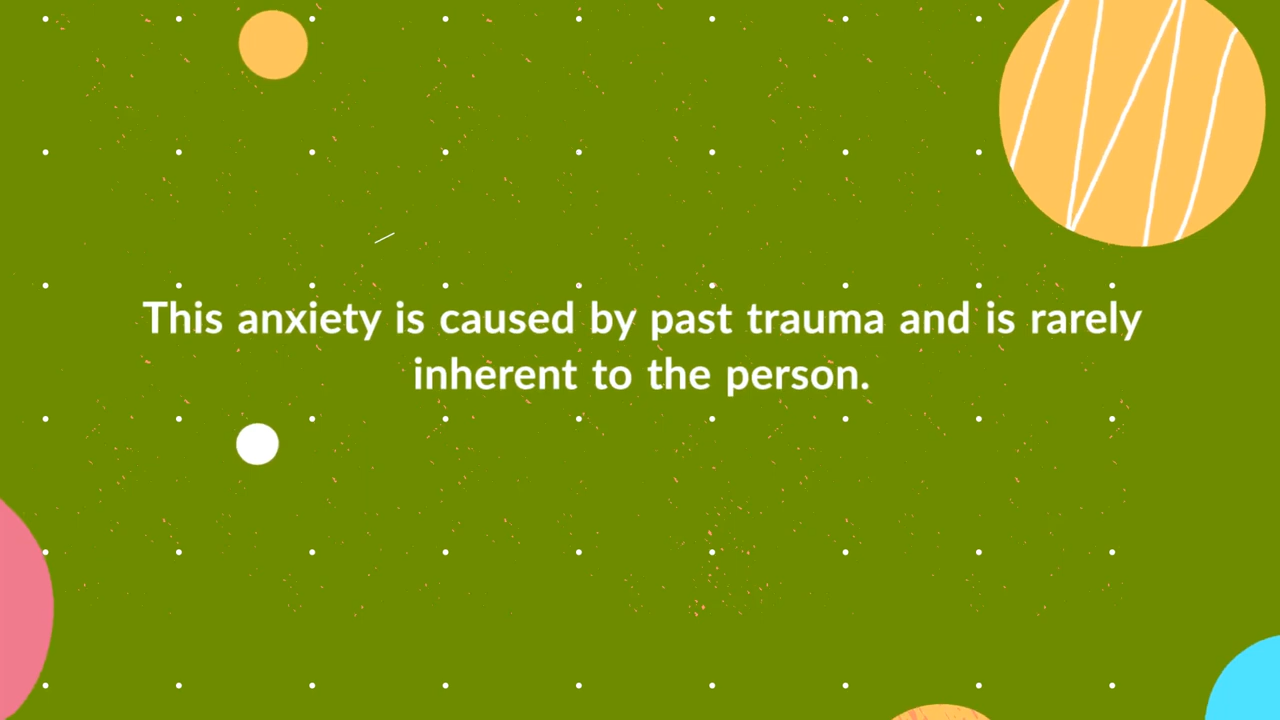 This anxiety is caused by past trauma and is rarely
inherent to the person.